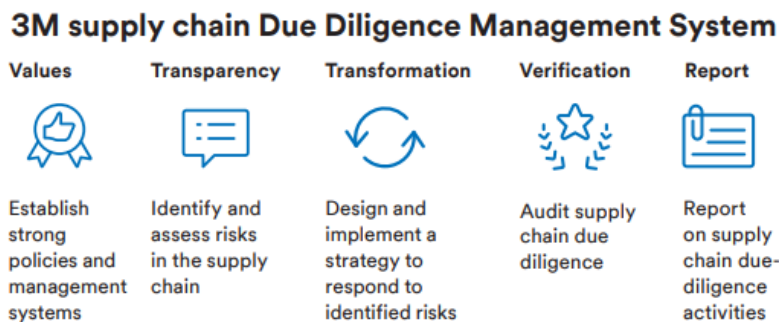 3M supply chain Due Diligence Management System
Values
Transparency
Transformation
Verification
Report
Establish
strong
policies and
management
systems
Identify and
assess risks
in the supply
chain
Design and
implement a
strategy to
respond to
identified risks
Audit supply
chain due
diligence
Report
on supply
chain due-
diligence
activities